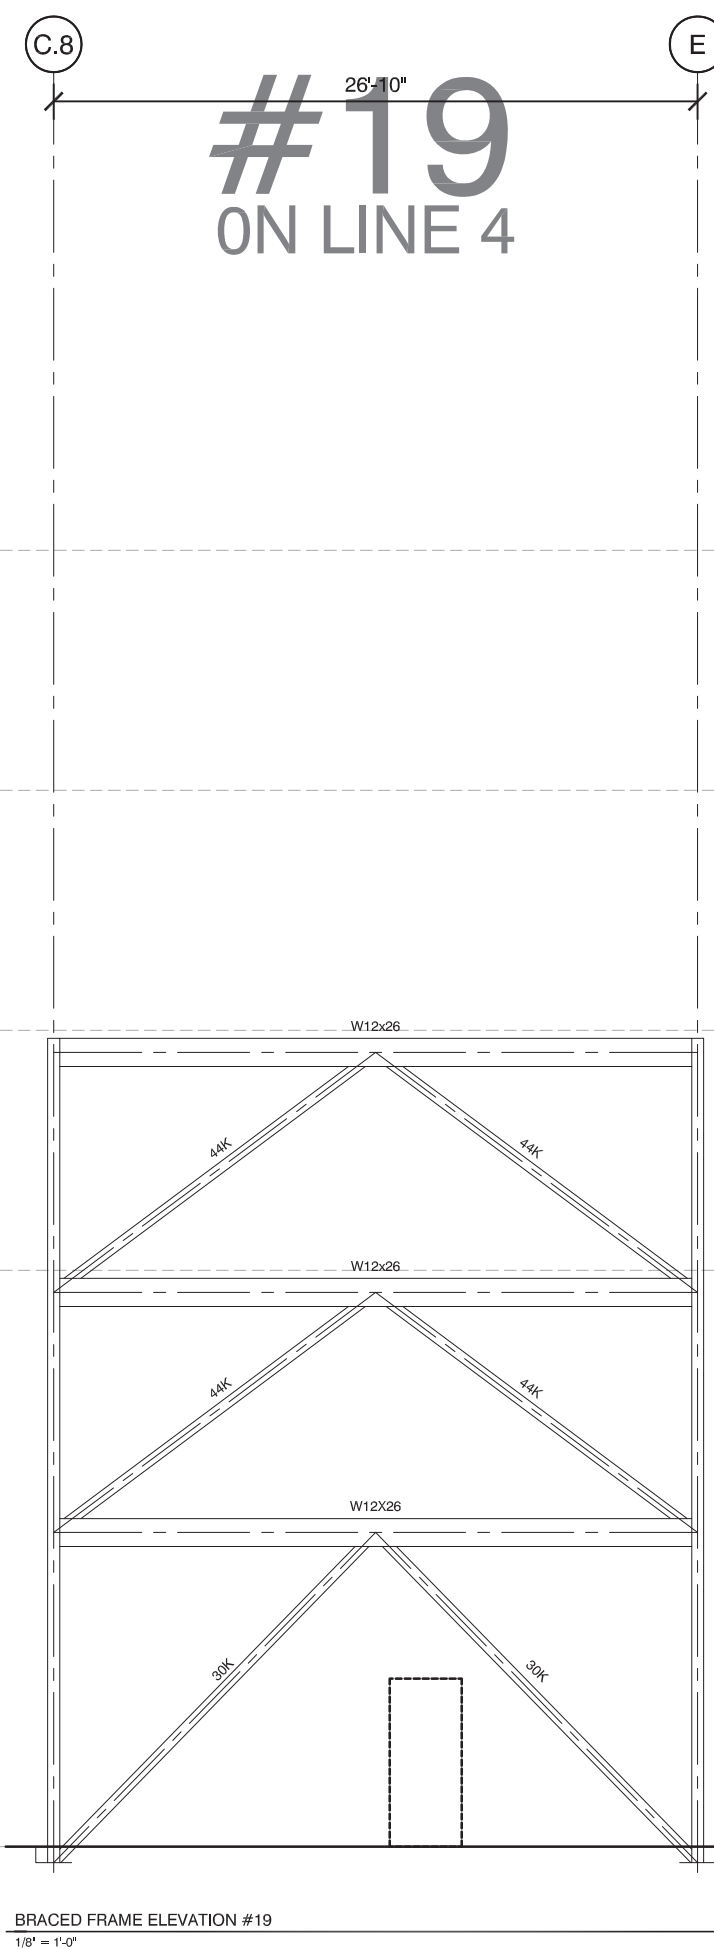 C.8 E
26'-10"
#19
0N LINE 4
W12x26
44K 44K
W12x26
44K 44K
W12X26
30K 30K
BRACED FRAME ELEVATION #19
1/8" = 1'-0"